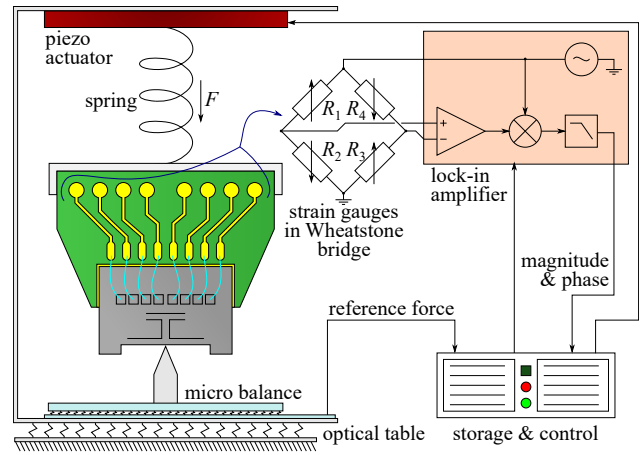 piezo
actuator
spring
F
R1
R4
R2
R3
+
−
~
lock-in
amplifier
strain gauges
in Wheatstone
bridge
magnitude
& phase
reference force
micro balance
optical table
storage & control